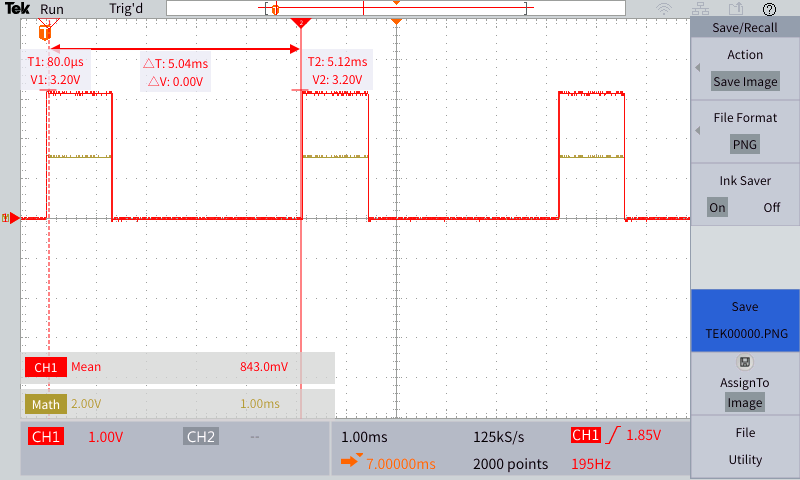 Tek Run Trig'd
T
?
Save/Recall
Action
Save Image
File Format
PNG
Ink Saver
On Off
Save
TEK00000.PNG
AssignTo
Image
File
Utility
T
2
T1: 80.0μs
V1: 3.20V
△T: 5.04ms
△V: 0.00V
T2: 5.12ms
V2: 3.20V
CH1 Mean 843.0mV
Math 2.00V 1.00ms
CH1 1.00V CH2 -- 1.00ms 125kS/s CH1 1.85V
7.00000ms 2000 points 195Hz